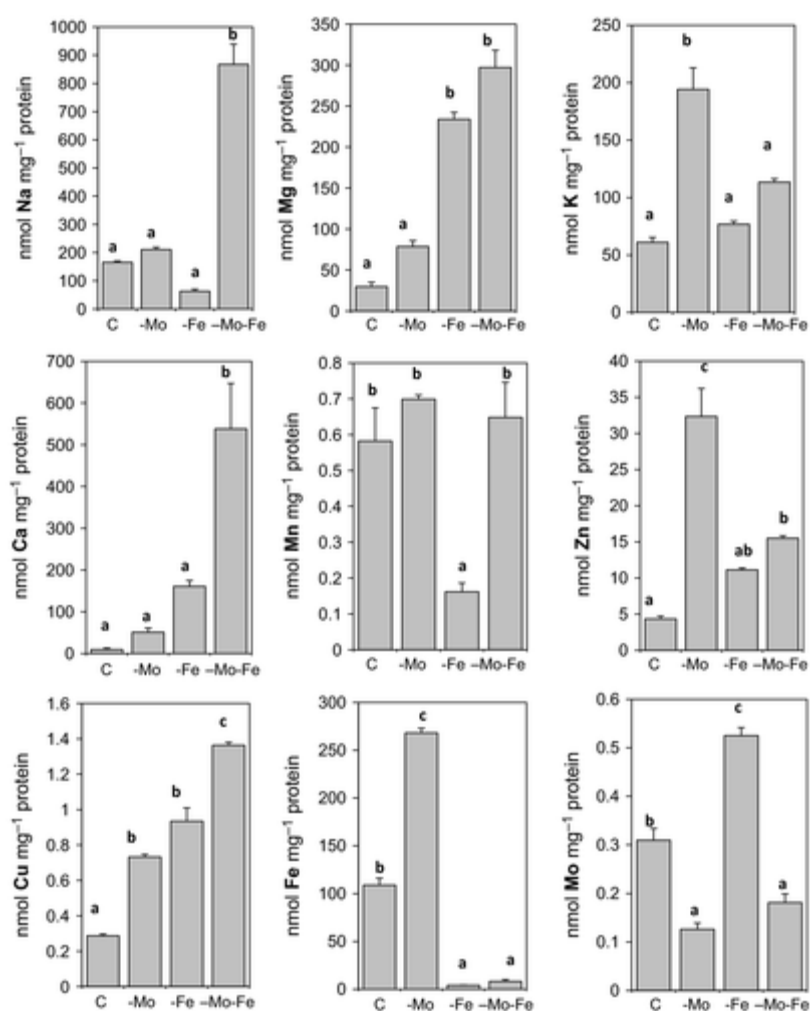 nmol Na mg⁻¹ protein
1000
900
800
700
600
500
400
300
200
100
0
a
a
a
b
C -Mo -Fe –Mo-Fe
nmol Mg mg⁻¹ protein
350
300
250
200
150
100
50
0
a
a
b
b
C -Mo -Fe –Mo-Fe
nmol K mg⁻¹ protein
250
200
150
100
50
0
a
b
a
a
C -Mo -Fe –Mo-Fe
nmol Ca mg⁻¹ protein
700
600
500
400
300
200
100
0
a
a
a
b
C -Mo -Fe –Mo-Fe
nmol Mn mg⁻¹ protein
0.8
0.7
0.6
0.5
0.4
0.3
0.2
0.1
0
b
b
a
b
C -Mo -Fe –Mo-Fe
nmol Zn mg⁻¹ protein
40
35
30
25
20
15
10
5
0
a
c
ab
b
C -Mo -Fe –Mo-Fe
nmol Cu mg⁻¹ protein
1.6
1.4
1.2
1
0.8
0.6
0.4
0.2
0
a
b
b
c
C -Mo -Fe –Mo-Fe
nmol Fe mg⁻¹ protein
300
250
200
150
100
50
0
b
c
a
a
C -Mo -Fe –Mo-Fe
nmol Mo mg⁻¹ protein
0.6
0.5
0.4
0.3
0.2
0.1
0
b
a
c
a
C -Mo -Fe –Mo-Fe